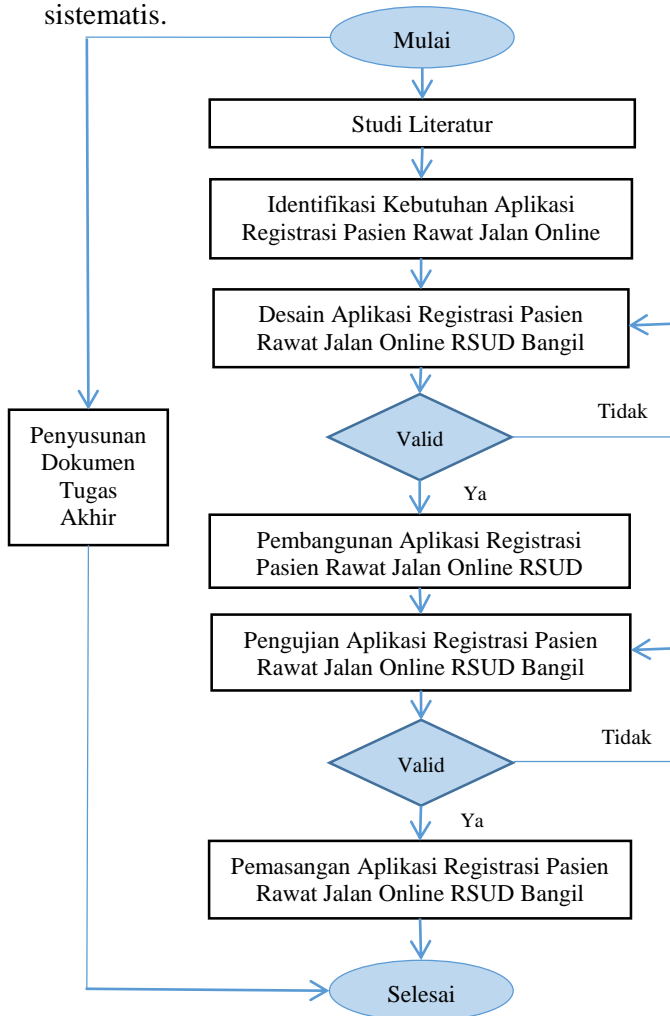 sistematis.
Mulai
Studi Literatur
Identifikasi Kebutuhan Aplikasi
Registrasi Pasien Rawat Jalan Online
Desain Aplikasi Registrasi Pasien
Rawat Jalan Online RSUD Bangil
Valid
Tidak
Ya
Penyusunan
Dokumen
Tugas
Akhir
Pembangunan Aplikasi Registrasi
Pasien Rawat Jalan Online RSUD
Pengujian Aplikasi Registrasi Pasien
Rawat Jalan Online RSUD Bangil
Valid
Tidak
Ya
Pemasangan Aplikasi Registrasi Pasien
Rawat Jalan Online RSUD Bangil
Selesai